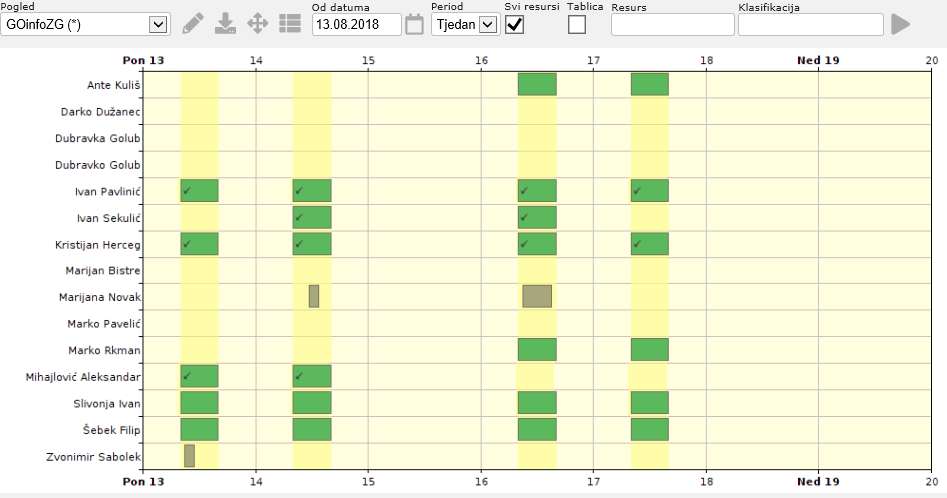 Pogled
GOinfoZG (*)
Od datuma
13.08.2018
Period
Tjedan
Svi resursi
Tablica
Resurs
Klasifikacija
Pon 13 14 15 16 17 18 Ned 19 20
Ante Kuliš
Darko Dužanec
Dubravka Golub
Dubravko Golub
Ivan Pavlinić
Ivan Sekulić
Kristijan Herceg
Marijan Bistre
Marijana Novak
Marko Pavelić
Marko Rkman
Mihajlović Aleksandar
Slivonja Ivan
Šebek Filip
Zvonimir Sabolek
Pon 13 14 15 16 17 18 Ned 19 20